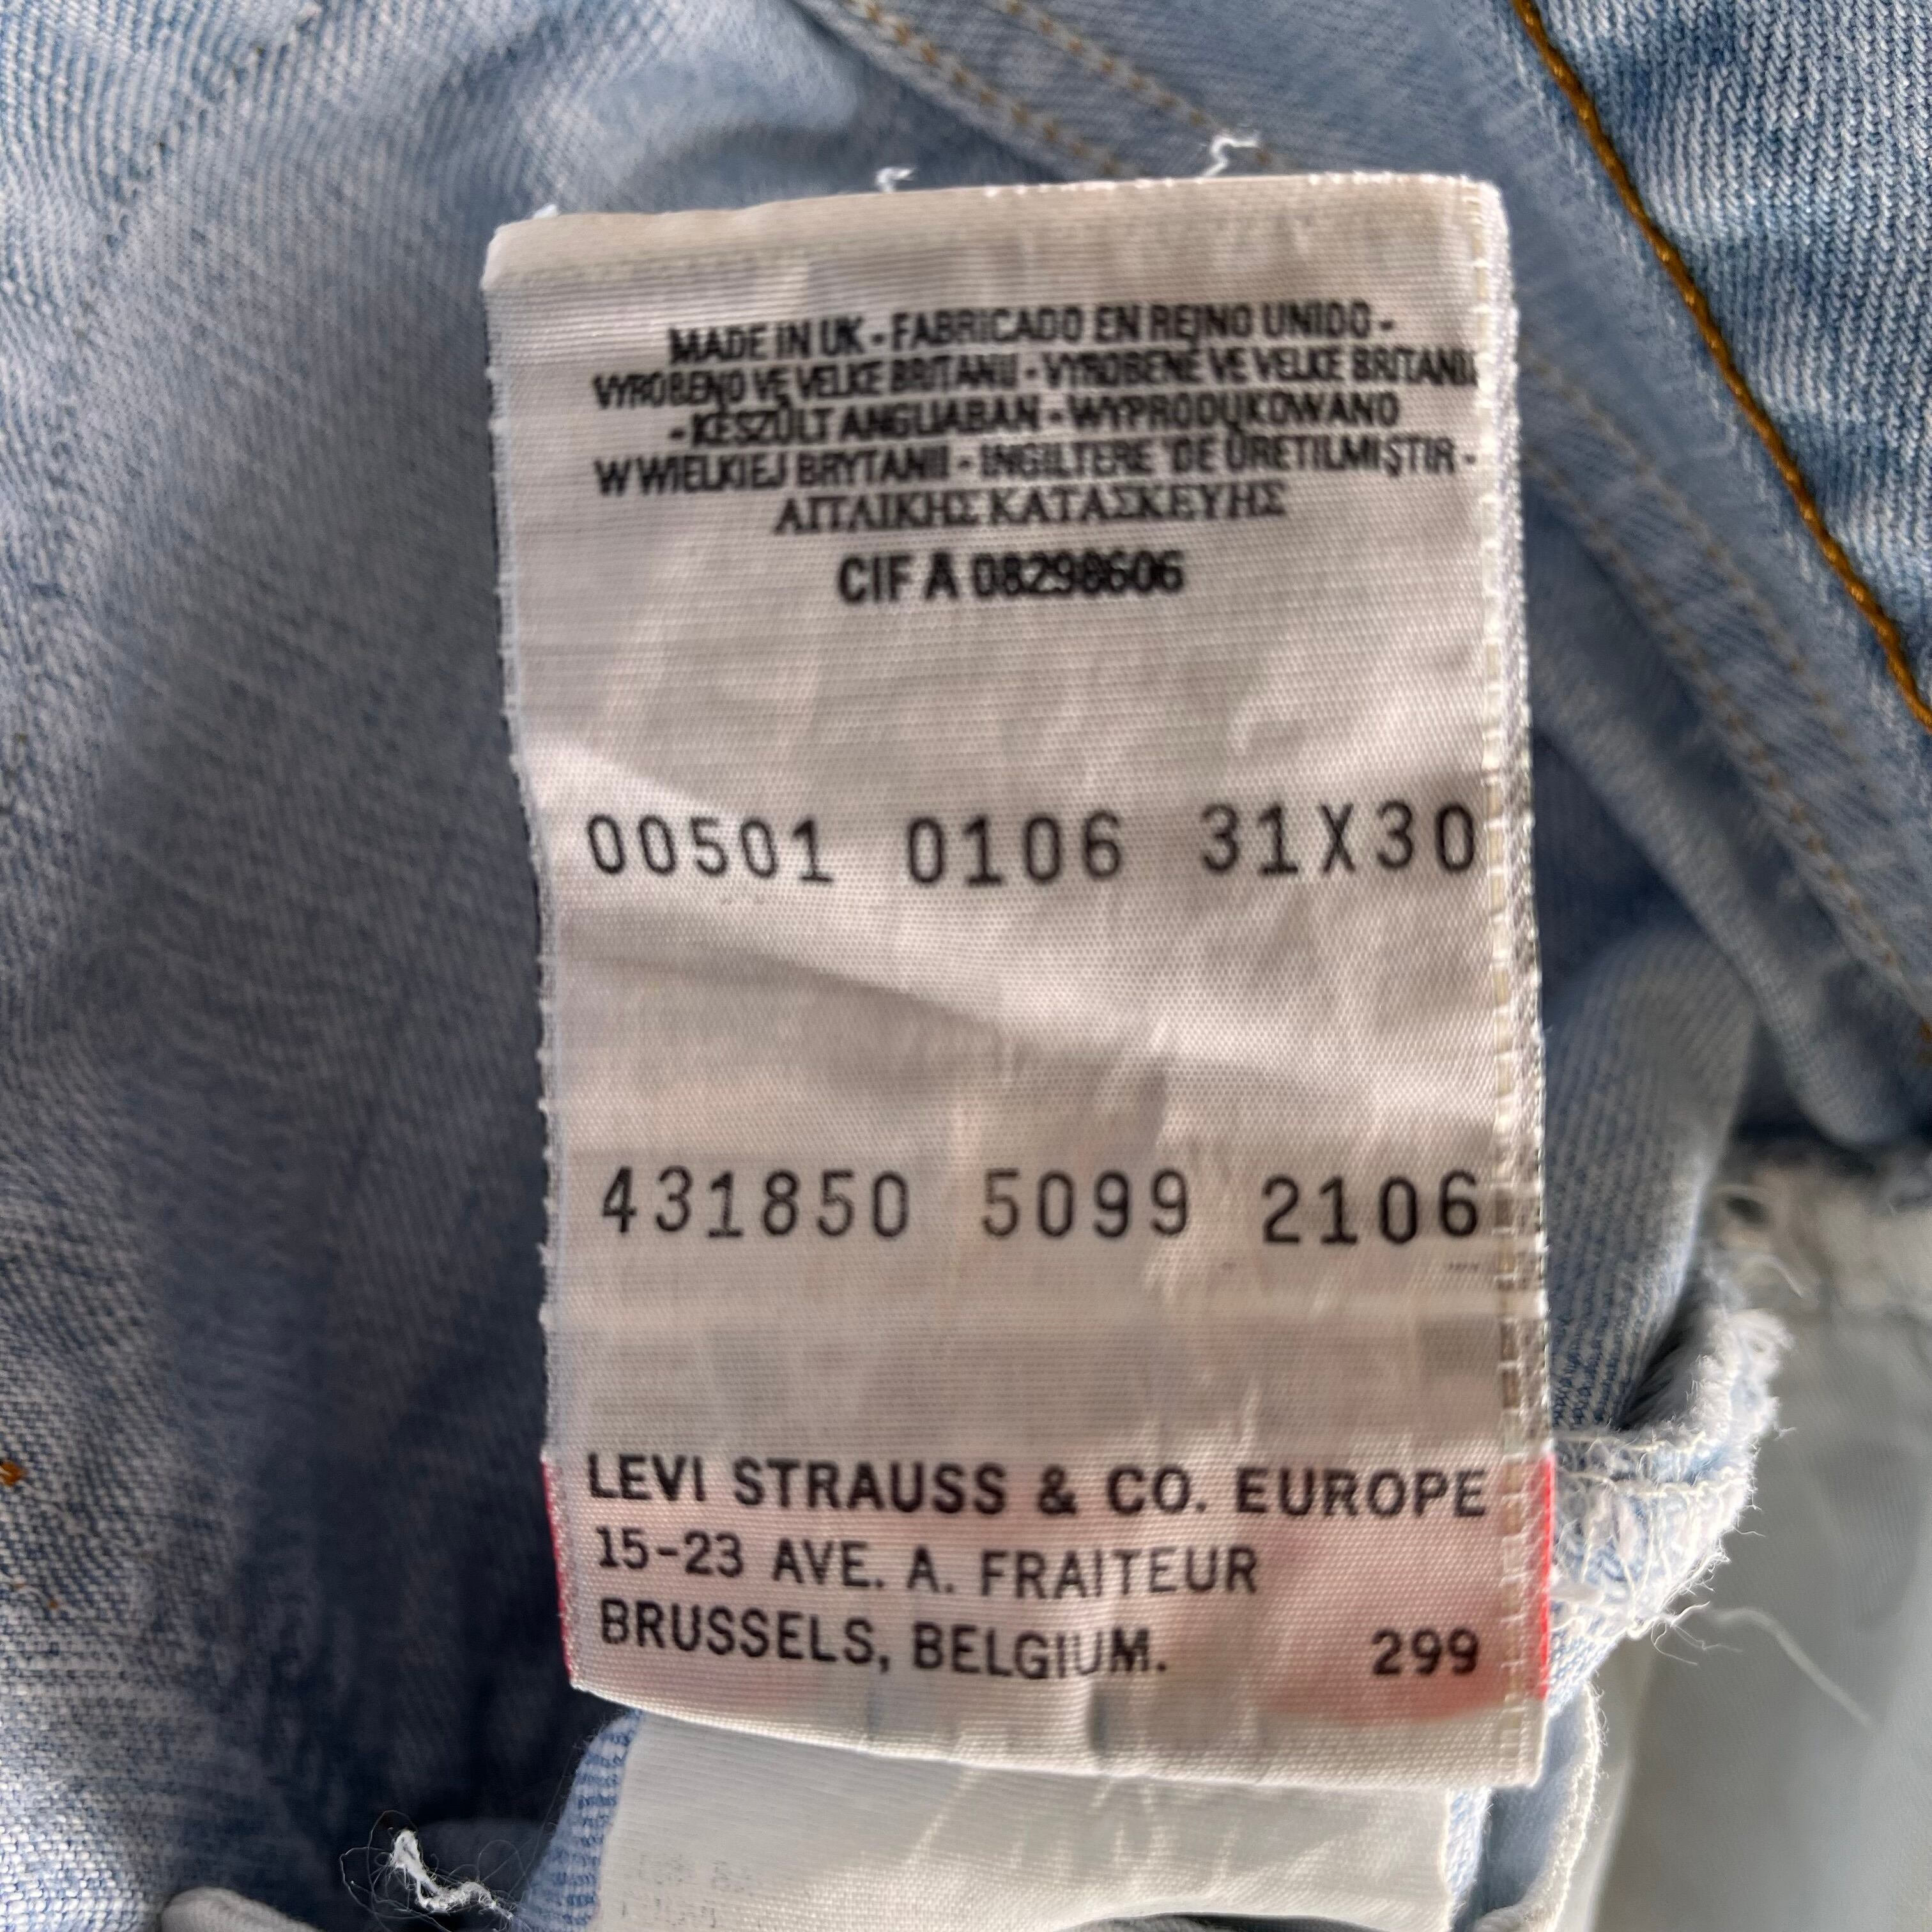 MADE IN UK - FABRICADO EN REINO UNIDO -
VYROBENO VE VELKE BRITANII - VYROBENÉ VE VELKE BRITANII
- KESZÜLT ANGLIABAN - WYPRODUKOWANO
W WIELKIEJ BRYTANII - INGILTERE 'DE ÜRETILMIŞTIR -
ΑΓΓΛΙΚΗΣ ΚΑΤΑΣΚΕΥΗΣ
CIF A 08298606
00501 0106 31X30
431850 5099 2106
LEVI STRAUSS & CO. EUROPE
15-23 AVE. A. FRAITEUR
BRUSSELS, BELGIUM. 299